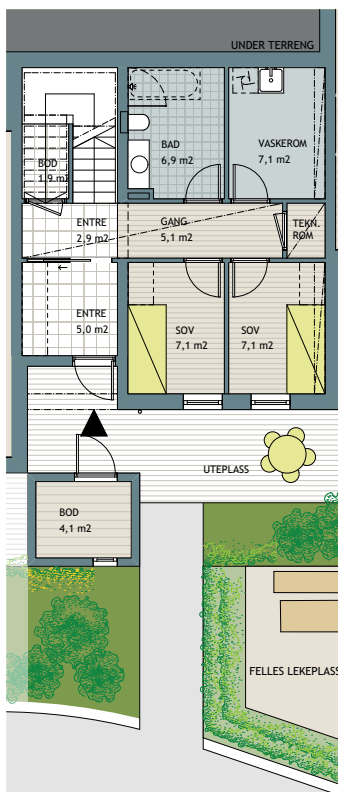 UNDER TERRENG
BAD
6,9 m2
VASKEROM
7,1 m2
BOD
1,9 m2
ENTRE
2,9 m2
GANG
5,1 m2
TEKN.
ROM
ENTRE
5,0 m2
SOV
7,1 m2
SOV
7,1 m2
UTEPLASS
BOD
4,1 m2
FELLES LEKEPLASS